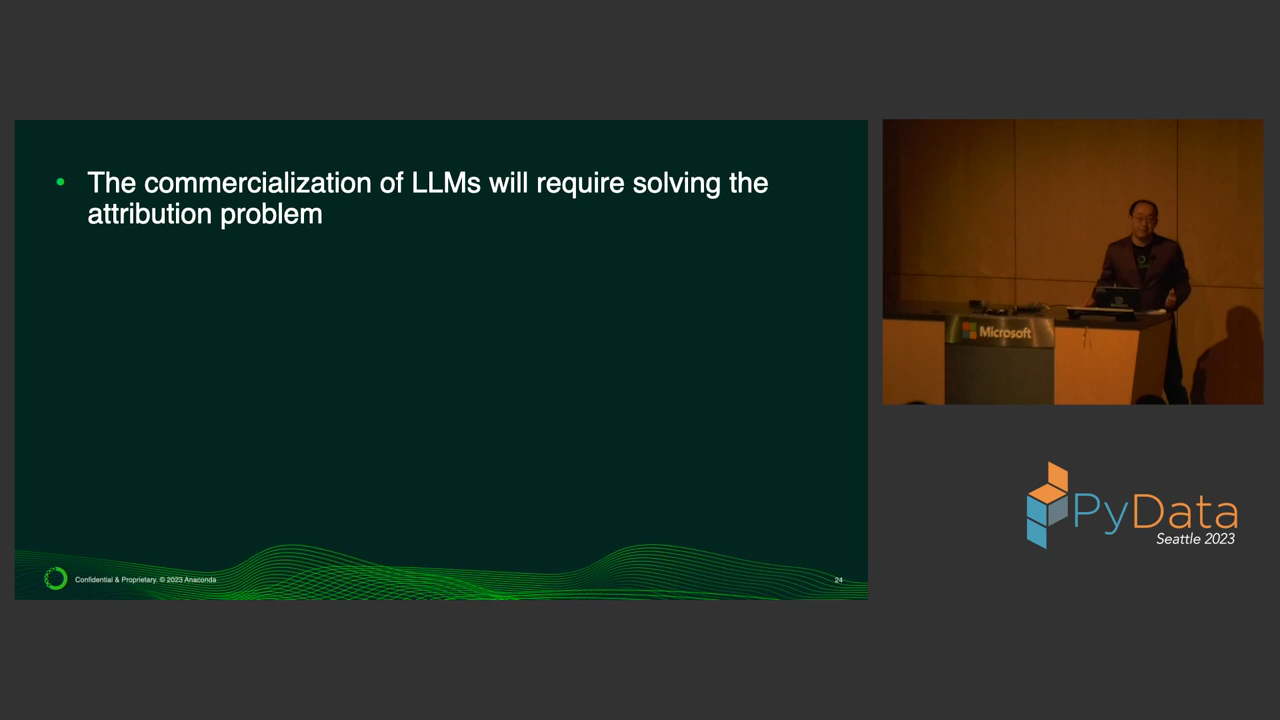 • The commercialization of LLMs will require solving the
attribution problem
Confidential & Proprietary. © 2023 Anaconda
24
Microsoft
PyData
Seattle 2023